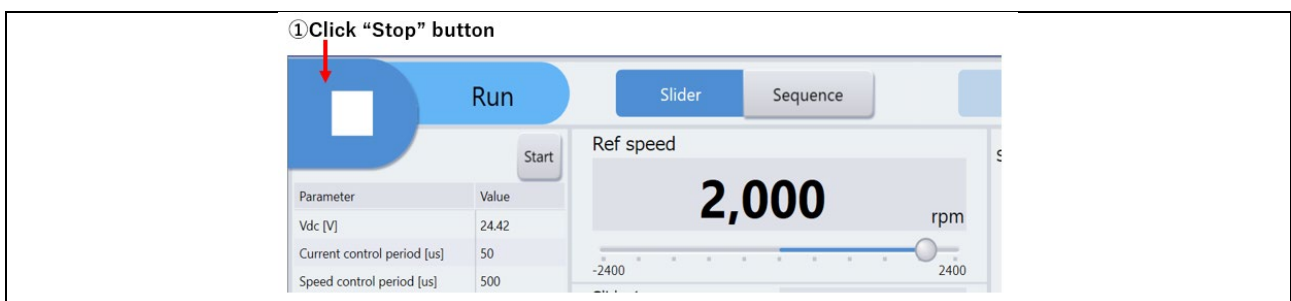 ①Click “Stop” button
Run
Slider
Sequence
Start
Ref speed
2,000
rpm
Parameter Value
Vdc [V] 24.42
Current control period [us] 50
Speed control period [us] 500
-2400
2400